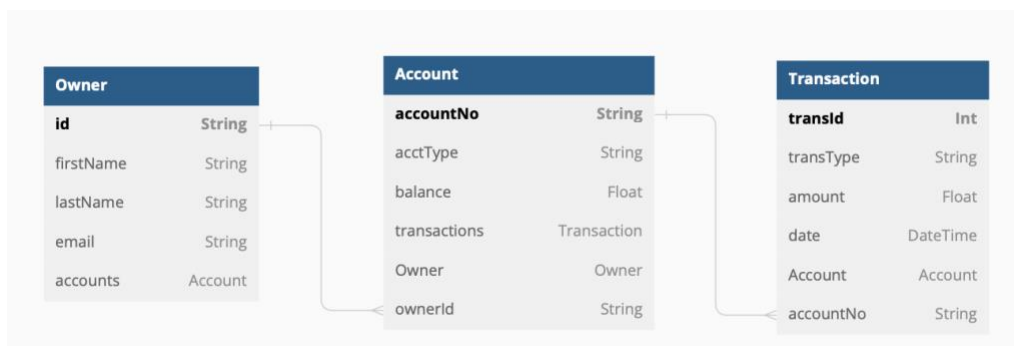 Owner
id String
firstName String
lastName String
email String
accounts Account
Account
accountNo String
acctType String
balance Float
transactions Transaction
Owner Owner
ownerId String
Transaction
transId Int
transType String
amount Float
date DateTime
Account Account
accountNo String